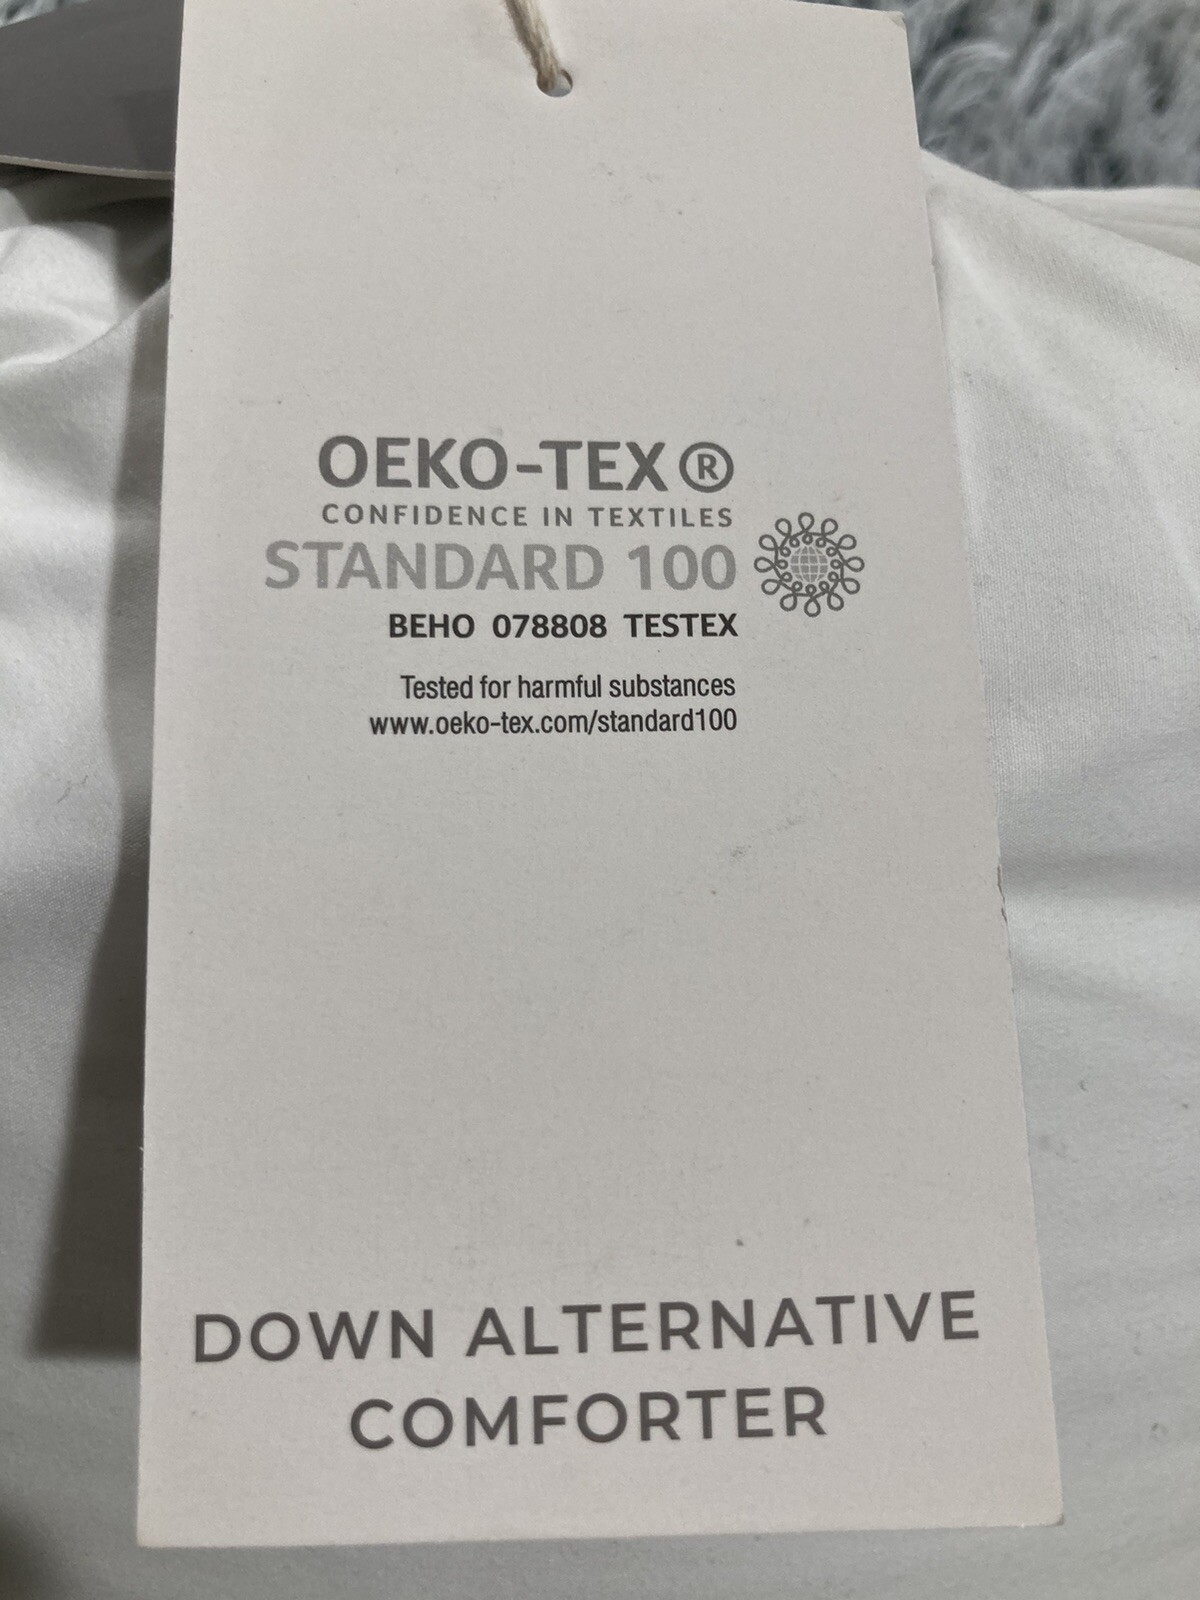 OEKO-TEX®
CONFIDENCE IN TEXTILES
STANDARD 100
BEHO 078808 TESTEX
Tested for harmful substances
www.oeko-tex.com/standard100
DOWN ALTERNATIVE
COMFORTER